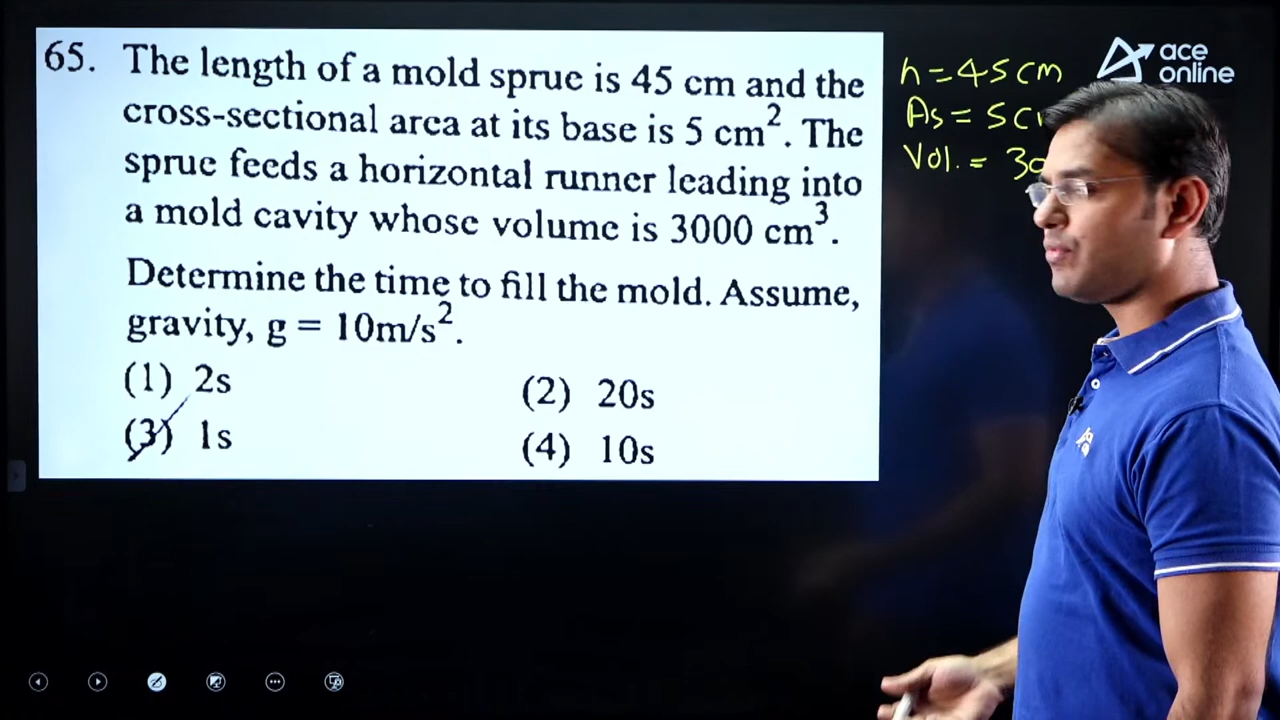 65. The length of a mold sprue is 45 cm and the
cross-sectional area at its base is 5 cm². The
sprue feeds a horizontal runner leading into
a mold cavity whose volume is 3000 cm³.
Determine the time to fill the mold. Assume,
gravity, g = 10m/s².
(1) 2s
(2) 20s
(3) 1s
(4) 10s
h = 45 cm
As = 5
Vol. = 
ace
online